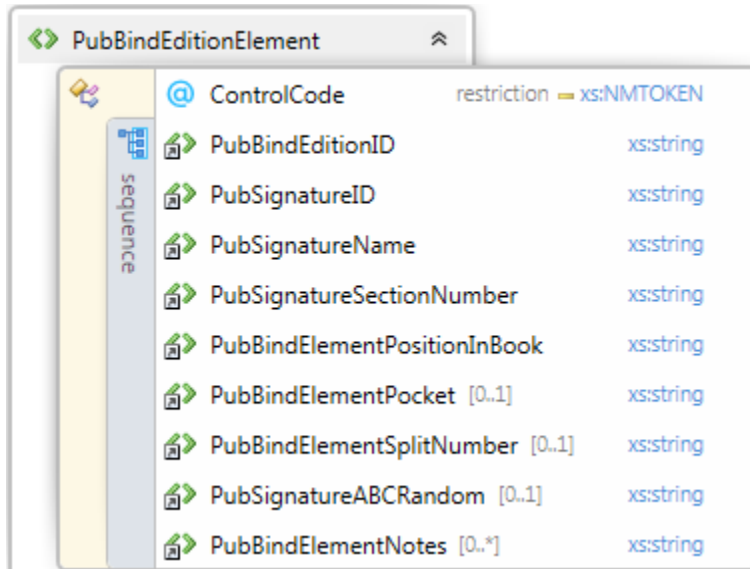 PubBindEditionElement
@ ControlCode restriction xs:NMTOKEN
sequence
PubBindEditionID xs:string
PubSignatureID xs:string
PubSignatureName xs:string
PubSignatureSectionNumber xs:string
PubBindElementPositionInBook xs:string
PubBindElementPocket [0..1] xs:string
PubBindElementSplitNumber [0..1] xs:string
PubSignatureABCRandom [0..1] xs:string
PubBindElementNotes [0..*] xs:string